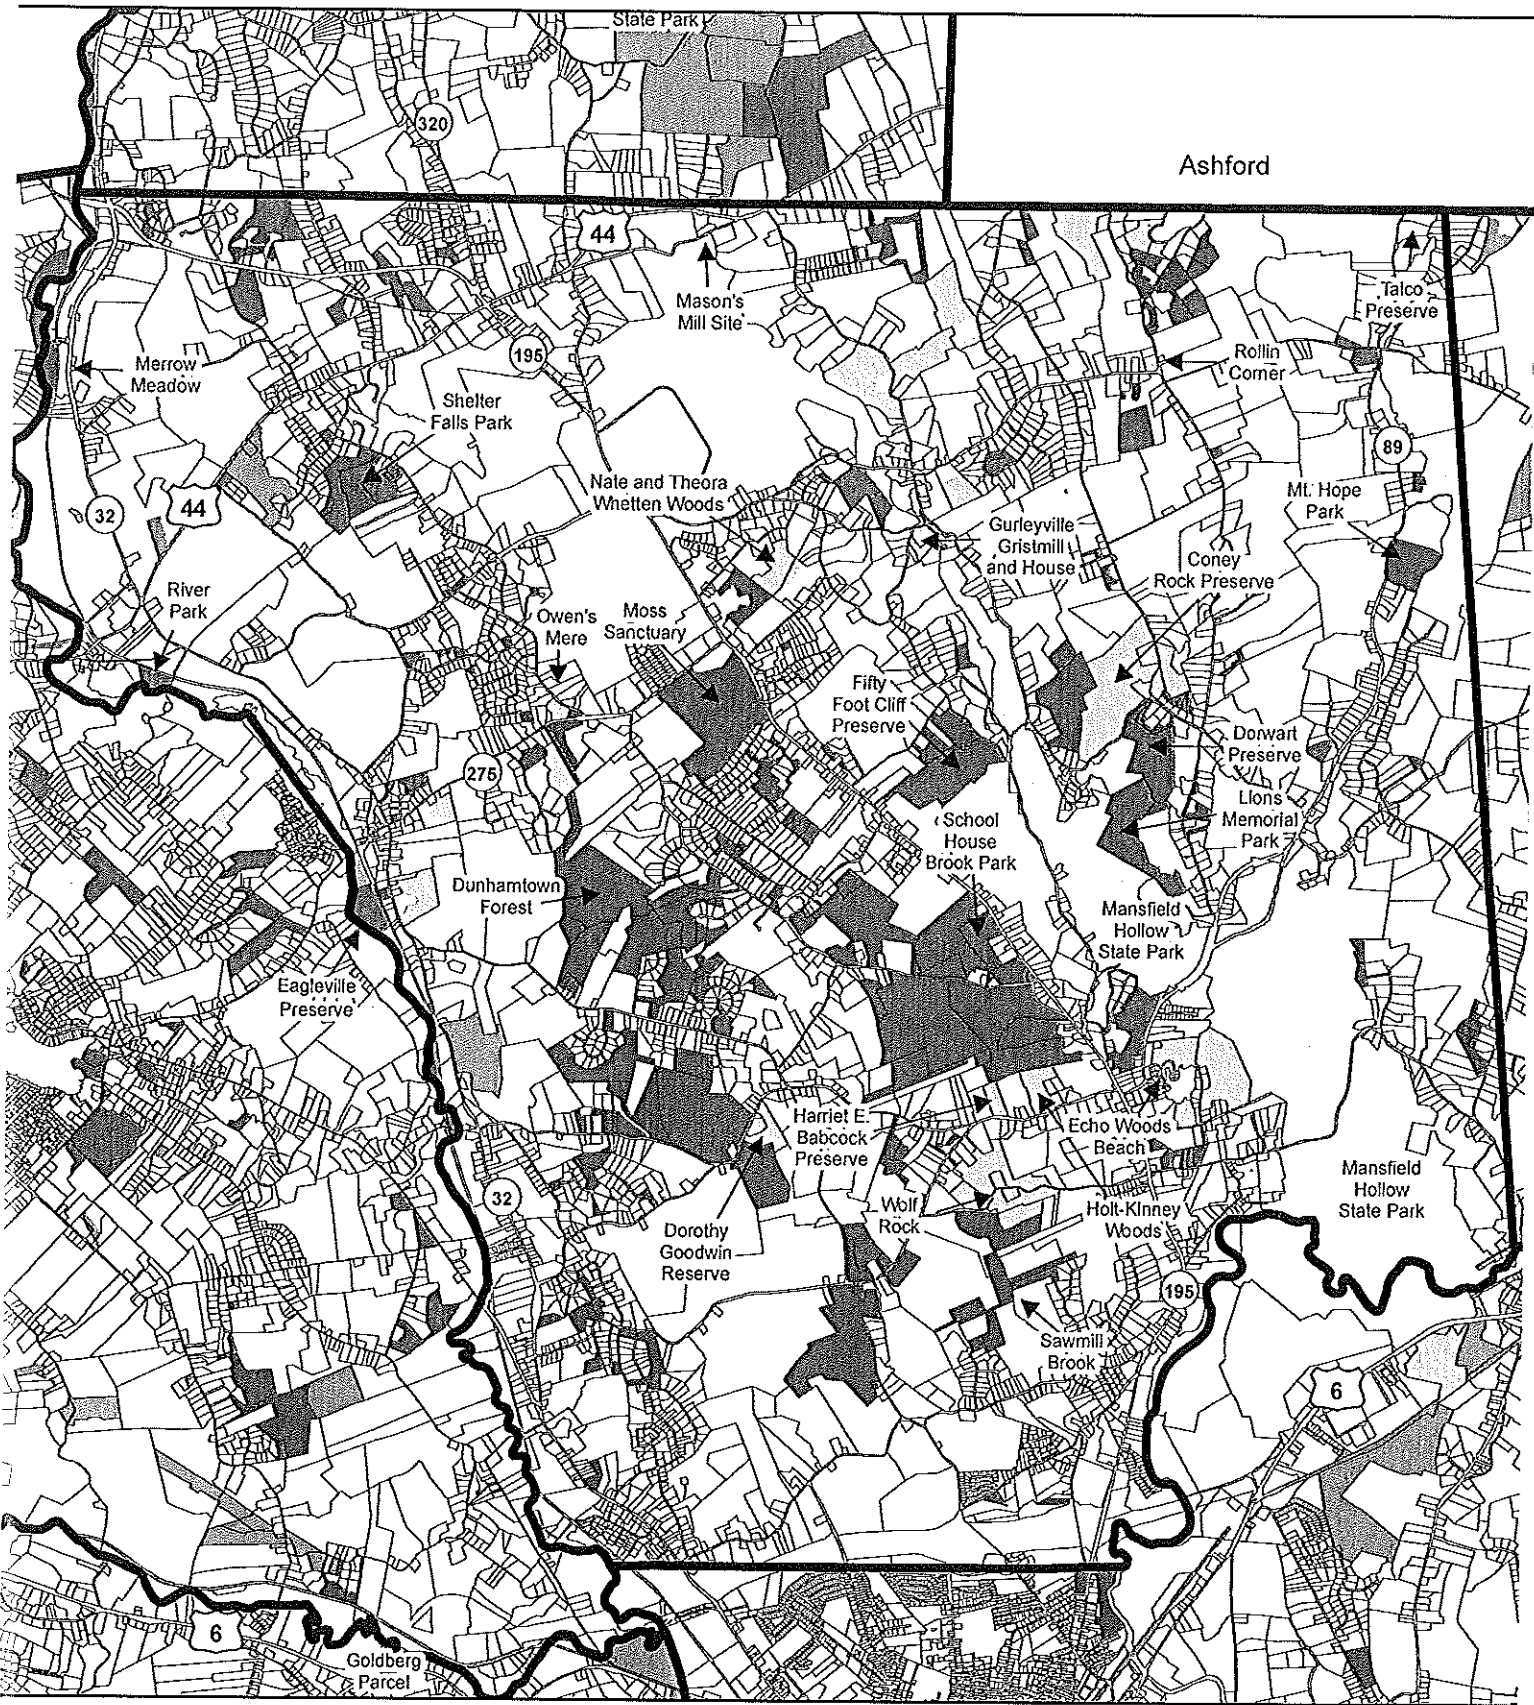 State Park
320
Ashford
44
Mason's
Mill Site
Talco
Preserve
195
Merrow
Meadow
Rollin
Corner
Shelter
Falls Park
89
Nate and Theora
Whetten Woods
Mt. Hope
Park
32
44
Gurleyville
Gristmill
and House
Coney
Rock Preserve
River
Park
Owen's
Mere
Moss
Sanctuary
Fifty
Foot Cliff
Preserve
Dorwart
Preserve
275
Lions
Memorial
Park
School
House
Brook Park
Dunhamtown
Forest
Mansfield
Hollow
State Park
Eagleville
Preserve
Harriet E.
Babcock
Preserve
Echo Woods
Beach
Mansfield
Hollow
State Park
32
Wolf
Rock
Holt-Kinney
Woods
Dorothy
Goodwin
Reserve
195
Sawmill
Brook
6
6
Goldberg
Parcel